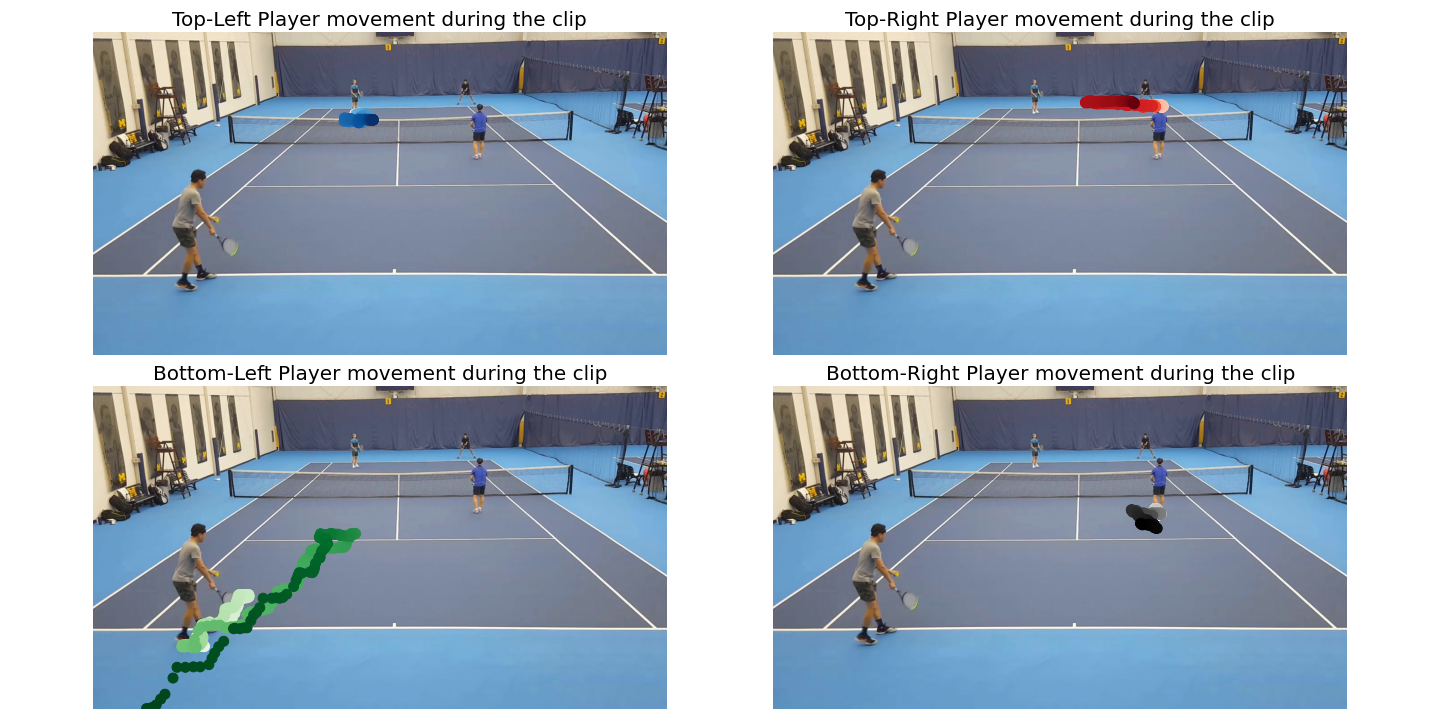 Top-Left Player movement during the clip
Top-Right Player movement during the clip
Bottom-Left Player movement during the clip
Bottom-Right Player movement during the clip